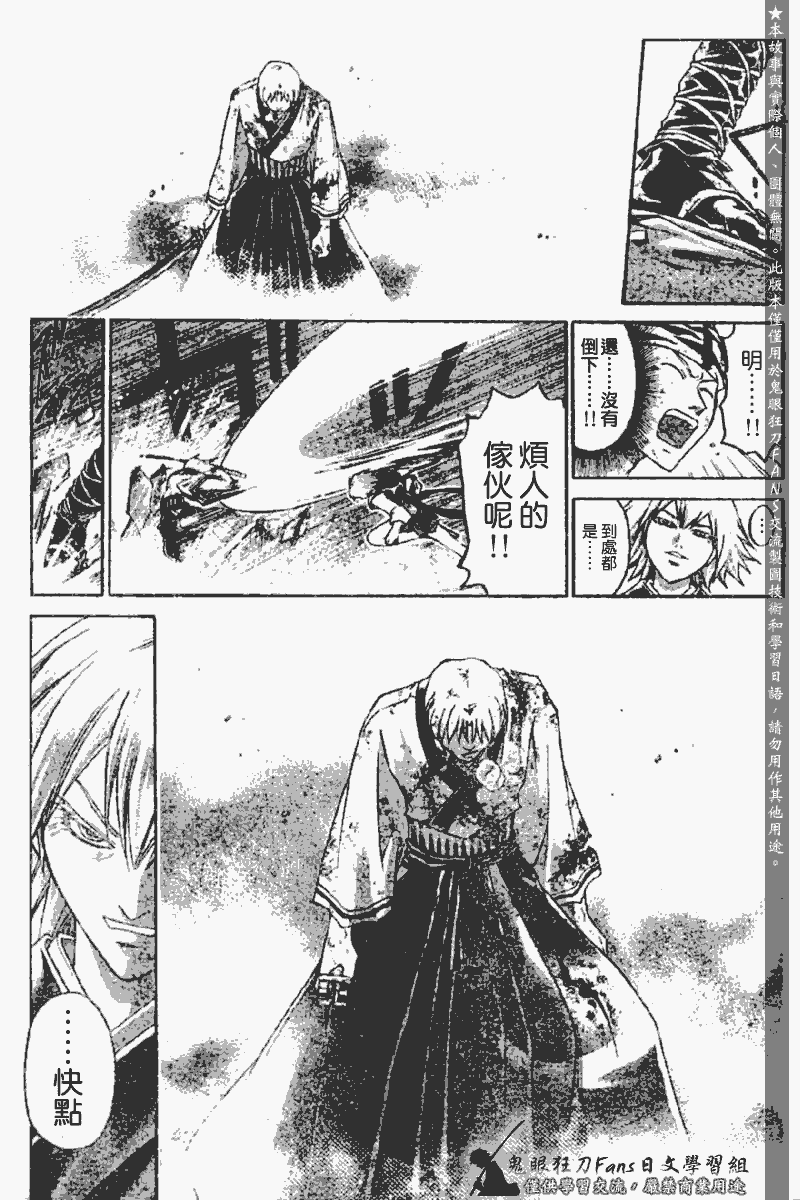 ★本故事與實際個人、團體無關。此版本僅僅用於鬼眼狂刀FANS交流製圖技術和學習日語，請勿用作其他用途。
明……!!
還……沒有
倒下……!!
…
到處都
是……
煩人的
傢伙呢!!
……快點
鬼眼狂刀Fans日文學習組
僅供學習交流，嚴禁商業用途